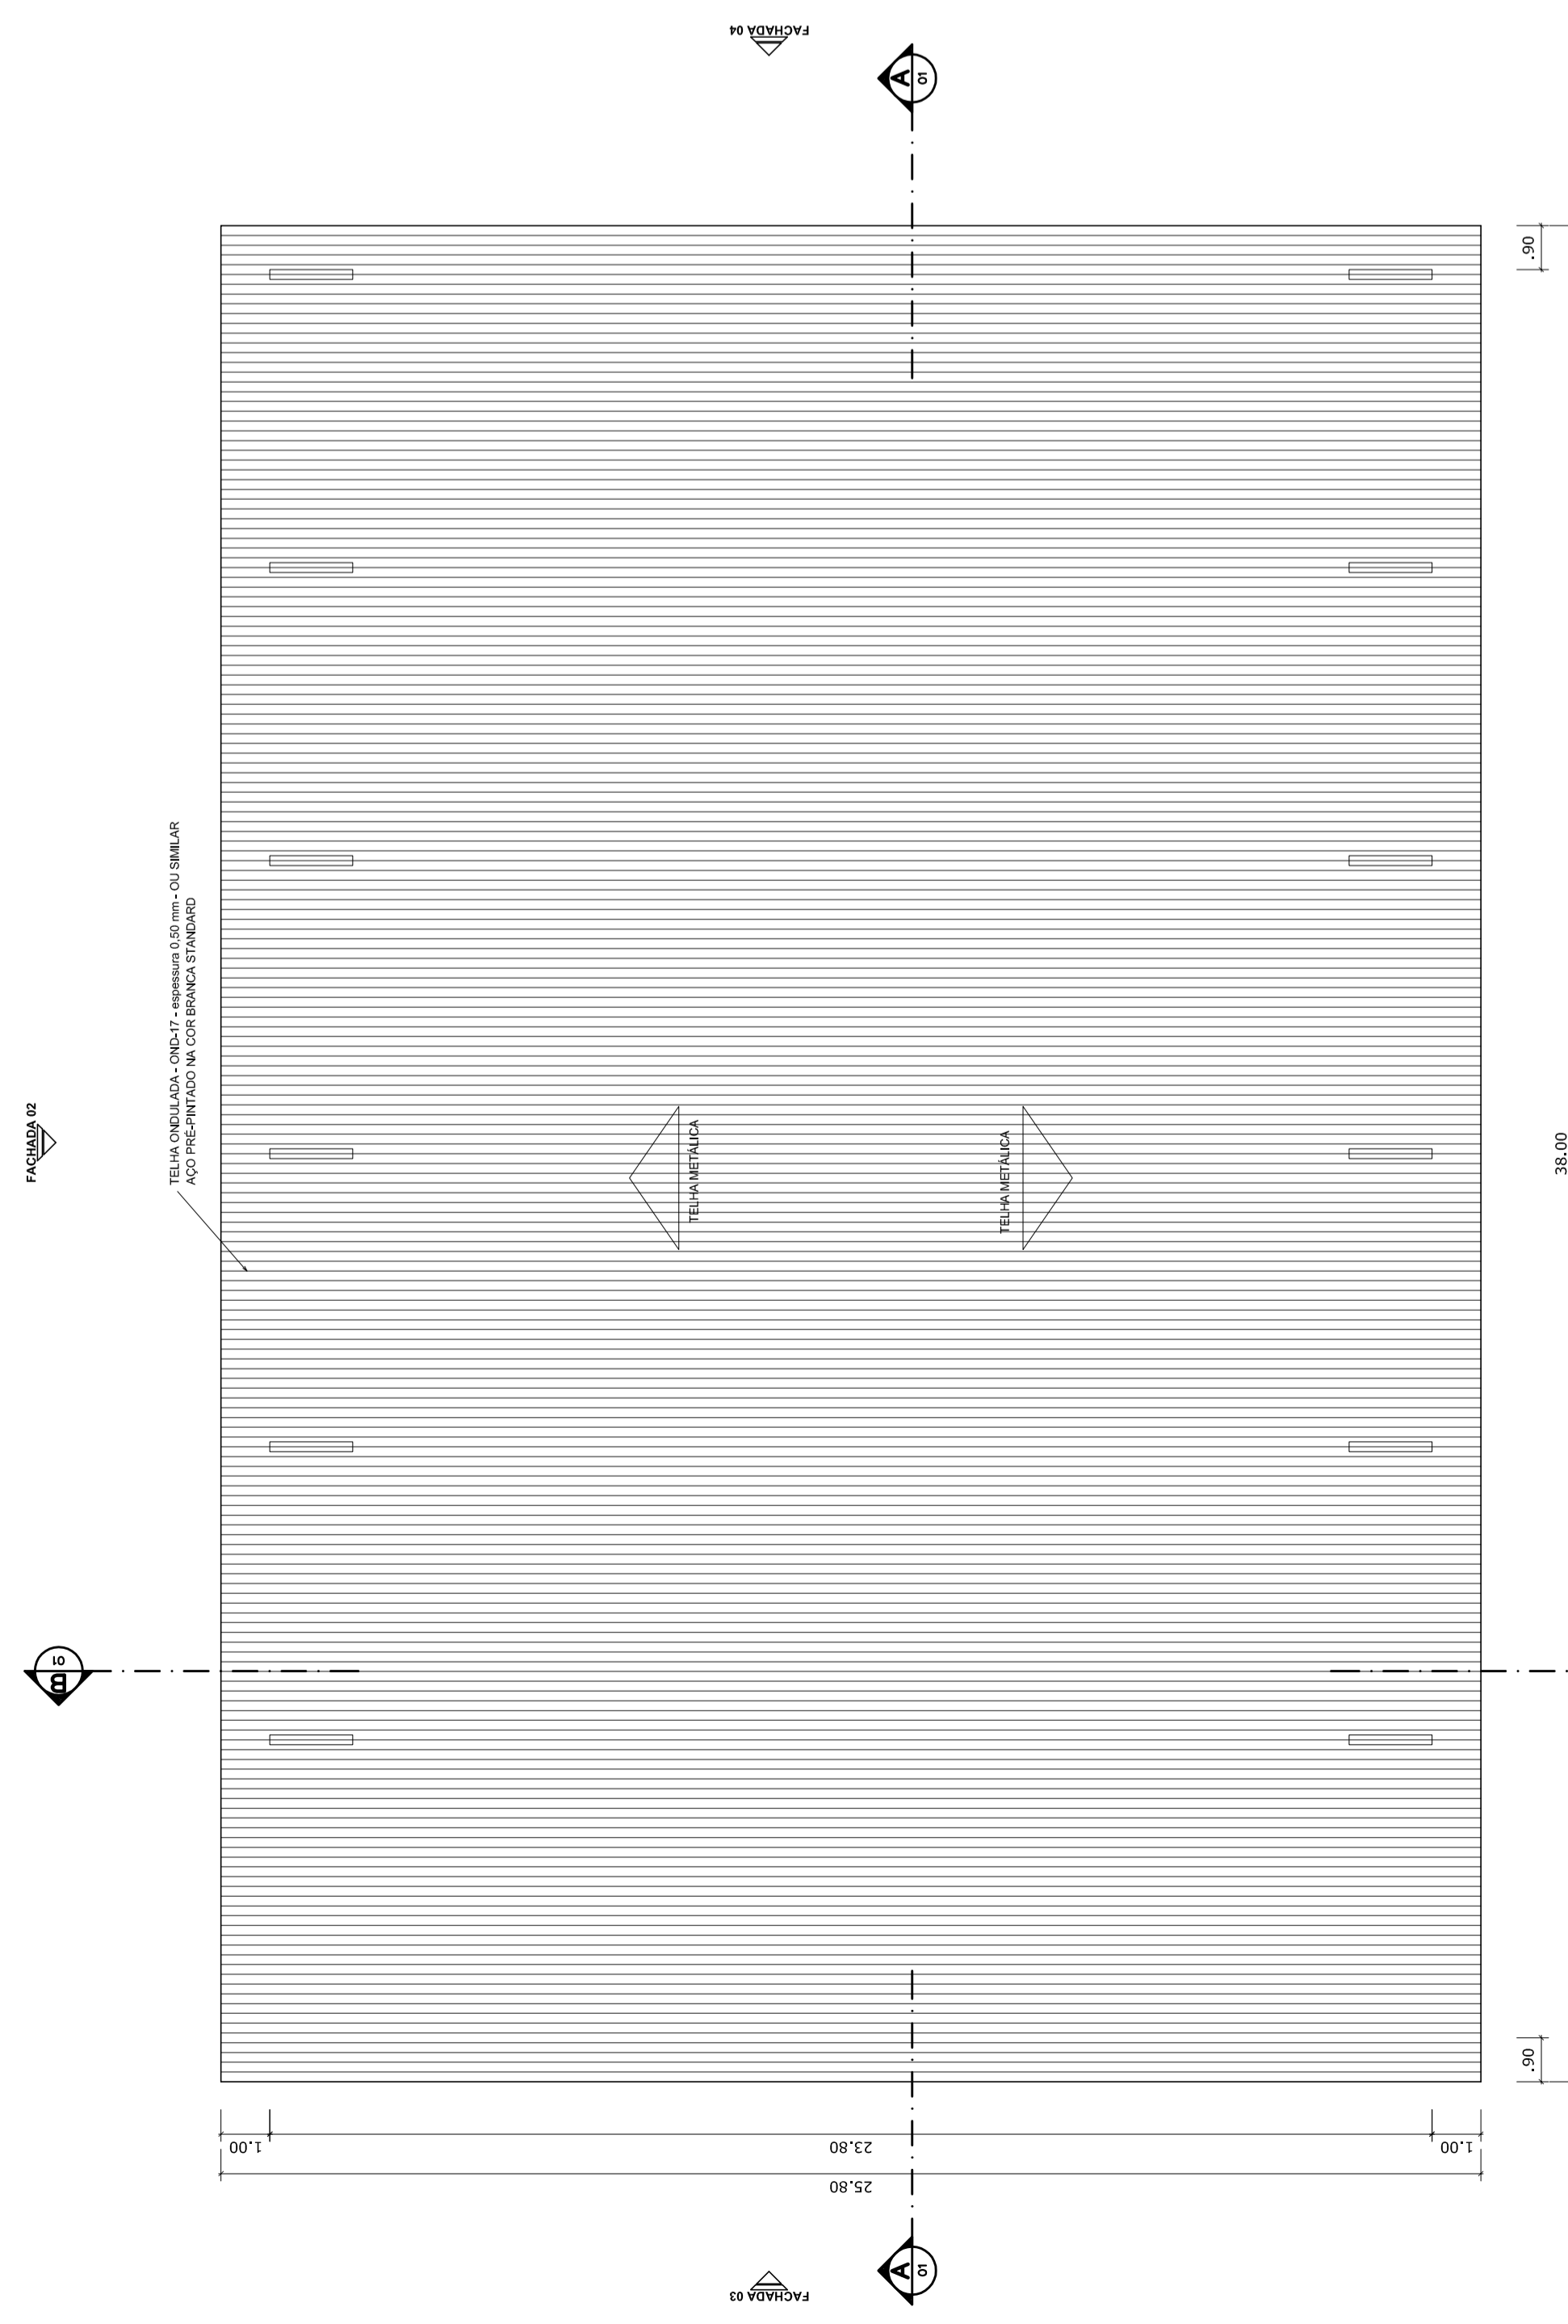 FACHADA 04
A
01
.90
TELHA ONDULADA - OND-17 - espessura 0,50 mm - OU SIMILAR
AÇO PRÉ-PINTADO NA COR BRANCA STANDARD
FACHADA 02
TELHA METÁLICA
TELHA METÁLICA
38.00
B
01
.90
1.00
23.80
1.00
25.80
A
01
FACHADA 03